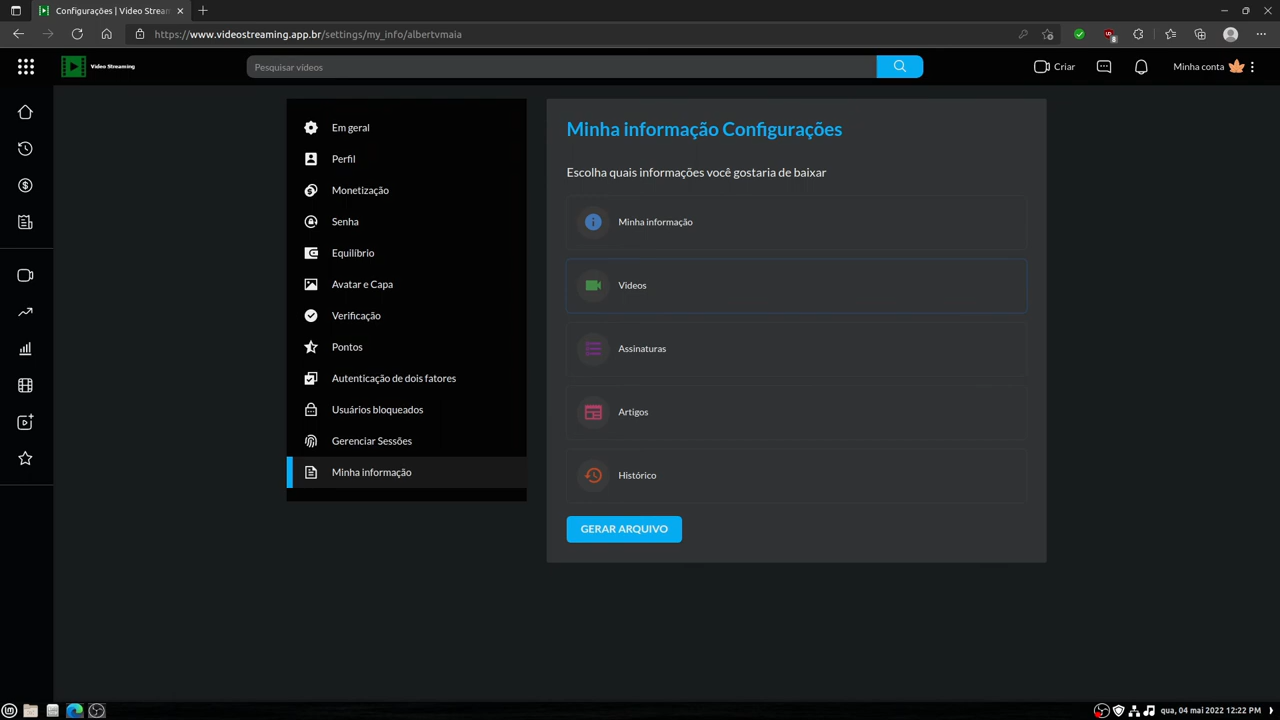 Configurações | Video Stream
https://www.videostreaming.app.br/settings/my_info/albertvmaia
Video Streaming
Pesquisar vídeos
Criar
Minha conta
Em geral
Perfil
Monetização
Senha
Equilíbrio
Avatar e Capa
Verificação
Pontos
Autenticação de dois fatores
Usuários bloqueados
Gerenciar Sessões
Minha informação
Minha informação Configurações
Escolha quais informações você gostaria de baixar
Minha informação
Videos
Assinaturas
Artigos
Histórico
GERAR ARQUIVO
qua, 04 mai 2022 12:22 PM